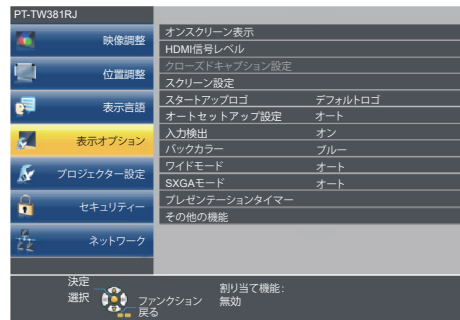 PT-TW381RJ
映像調整
位置調整
表示言語
表示オプション
プロジェクター設定
セキュリティー
ネットワーク
オンスクリーン表示
HDMI信号レベル
クローズドキャプション設定
スクリーン設定
スタートアップロゴ デフォルトロゴ
オートセットアップ設定 オート
入力検出 オン
バックカラー ブルー
ワイドモード オート
SXGAモード オート
プレゼンテーションタイマー
その他の機能
決定
選択
ファンクション
戻る
割り当て機能:
無効